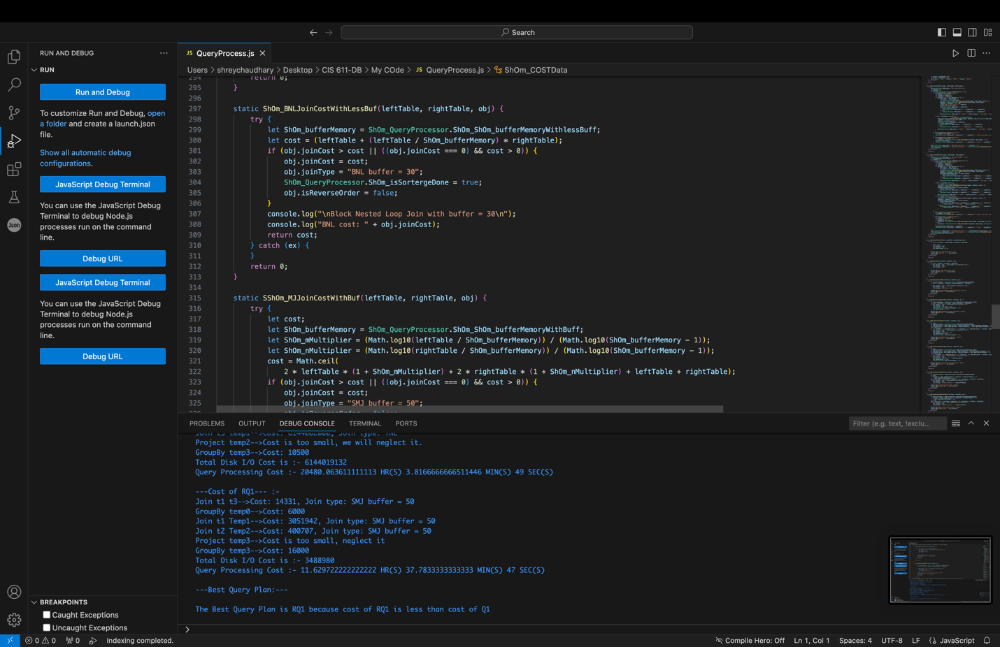 Search
RUN AND DEBUG
RUN
Run and Debug
To customize Run and Debug, open
a folder and create a launch.json
file.
Show all automatic debug
configurations.
JavaScript Debug Terminal
You can use the JavaScript Debug
Terminal to debug Node.js
processes run on the command
line.
Debug URL
JavaScript Debug Terminal
You can use the JavaScript Debug
Terminal to debug Node.js
processes run on the command
line.
Debug URL
BREAKPOINTS
Caught Exceptions
Uncaught Exceptions
Json
JS QueryProcess.js
Users > shreychaudhary > Desktop > CIS 611-DB > My COde > JS QueryProcess.js > ShOm_COSTData
294 return 0;
295 }
296
297 static ShOm_BNLJoinCostWithLessBuf(leftTable, rightTable, obj) {
298 try {
299 let ShOm_bufferMemory = ShOm_QueryProcessor.ShOm_ShOm_bufferMemoryWithlessBuff;
300 let cost = (leftTable + (leftTable / ShOm_bufferMemory) * rightTable);
301 if (obj.joinCost > cost || ((obj.joinCost === 0) && cost > 0)) {
302 obj.joinCost = cost;
303 obj.joinType = "BNL buffer = 30";
304 ShOm_QueryProcessor.ShOm_isSortergeDone = true;
305 obj.isReverseOrder = false;
306 }
307 console.log("\nBlock Nested Loop Join with buffer = 30\n");
308 console.log("BNL cost: " + obj.joinCost);
309 return cost;
310 } catch (ex) {
311 }
312 return 0;
313 }
314
315 static SShOm_MJJoinCostWithBuf(leftTable, rightTable, obj) {
316 try {
317 let cost;
318 let ShOm_bufferMemory = ShOm_QueryProcessor.ShOm_ShOm_bufferMemoryWithBuff;
319 let ShOm_mMultiplier = (Math.log10(leftTable / ShOm_bufferMemory)) / (Math.log10(ShOm_bufferMemory - 1));
320 let ShOm_nMultiplier = (Math.log10(rightTable / ShOm_bufferMemory)) / (Math.log10(ShOm_bufferMemory - 1));
321 cost = Math.ceil(
322 2 * leftTable * (1 + ShOm_mMultiplier) + 2 * rightTable * (1 + ShOm_nMultiplier) + leftTable + rightTable);
323 if (obj.joinCost > cost || ((obj.joinCost === 0) && cost > 0)) {
324 obj.joinCost = cost;
325 obj.joinType = "SMJ buffer = 50";
326 obj.isReverseOrder = false;
PROBLEMS OUTPUT DEBUG CONSOLE TERMINAL PORTS
Filter (e.g. text, !exclu...
Join t3 temp1-->Cost: 6144002000, Join type: TNL
Project temp2-->Cost is too small, we will neglect it.
GroupBy temp3-->Cost: 10500
Total Disk I/O Cost is :- 6144019132
Query Processing Cost :- 20480.063611111113 HR(S) 3.8166666666511446 MIN(S) 49 SEC(S)
---Cost of RQ1--- :-
Join t1 t3-->Cost: 14331, Join type: SMJ buffer = 50
GroupBy temp0-->Cost: 6000
Join t1 Temp1-->Cost: 3051942, Join type: SMJ buffer = 50
Join t2 Temp2-->Cost: 400707, Join type: SMJ buffer = 50
Project temp3-->Cost is too small, neglect it
GroupBy temp3-->Cost: 16000
Total Disk I/O Cost is :- 3488980
Query Processing Cost :- 11.629722222222222 HR(S) 37.7833333333333 MIN(S) 47 SEC(S)
---Best Query Plan:---
The Best Query Plan is RQ1 because cost of RQ1 is less than cost of Q1
0 0 0 Indexing completed.
Compile Hero: Off Ln 1, Col 1 Spaces: 4 UTF-8 LF JavaScript